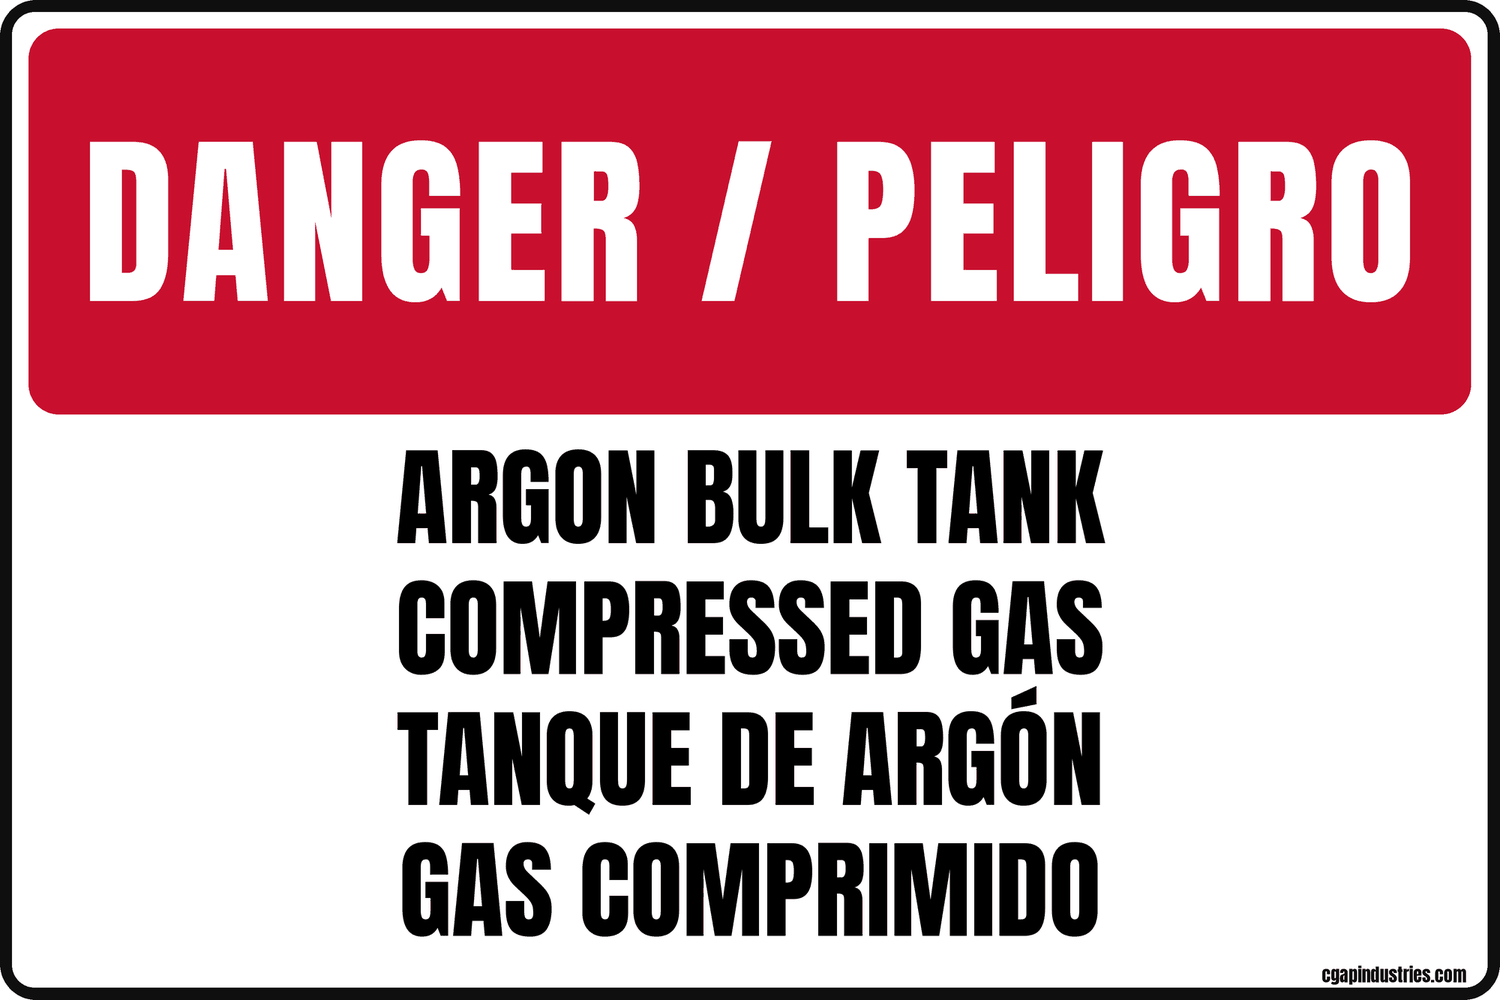 DANGER / PELIGRO
ARGON BULK TANK
COMPRESSED GAS
TANQUE DE ARGÓN
GAS COMPRIMIDO
cgapindustries.com